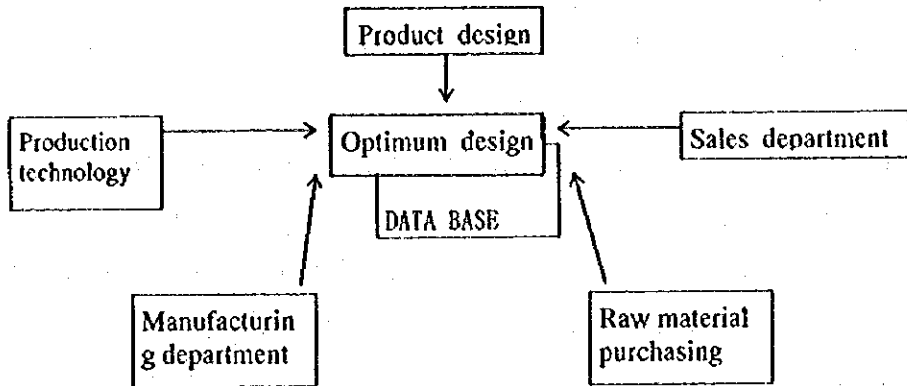 Product design
Production
technology
Optimum design
Sales department
DATA BASE
Manufacturin
g department
Raw material
purchasing